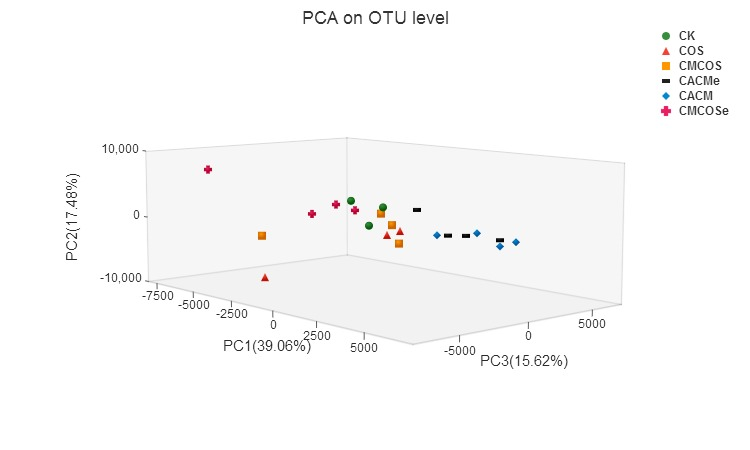 PCA on OTU level
CK
COS
CMCOS
CACMe
CACM
CMCOSe
10,000
0
-10,000
PC2(17.48%)
-7500
-5000
-2500
0
2500
5000
PC1(39.06%)
-5000
0
5000
PC3(15.62%)